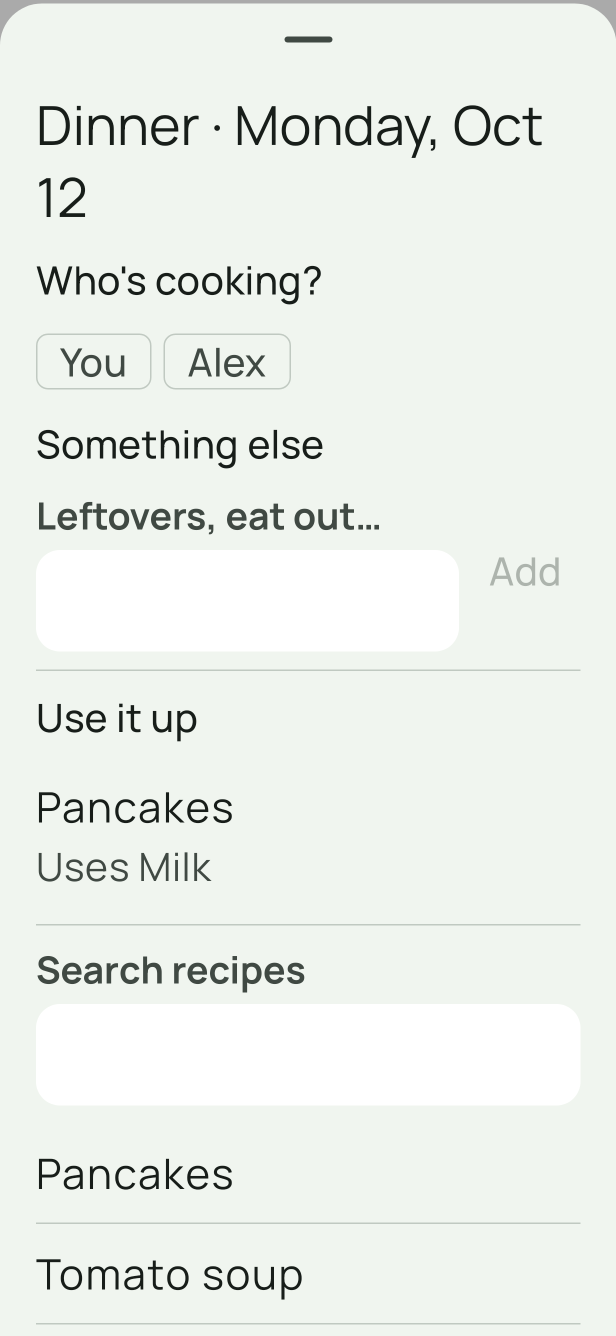 Dinner · Monday, Oct
12
Who's cooking?
You
Alex
Something else
Leftovers, eat out…
Add
Use it up
Pancakes
Uses Milk
Search recipes
Pancakes
Tomato soup